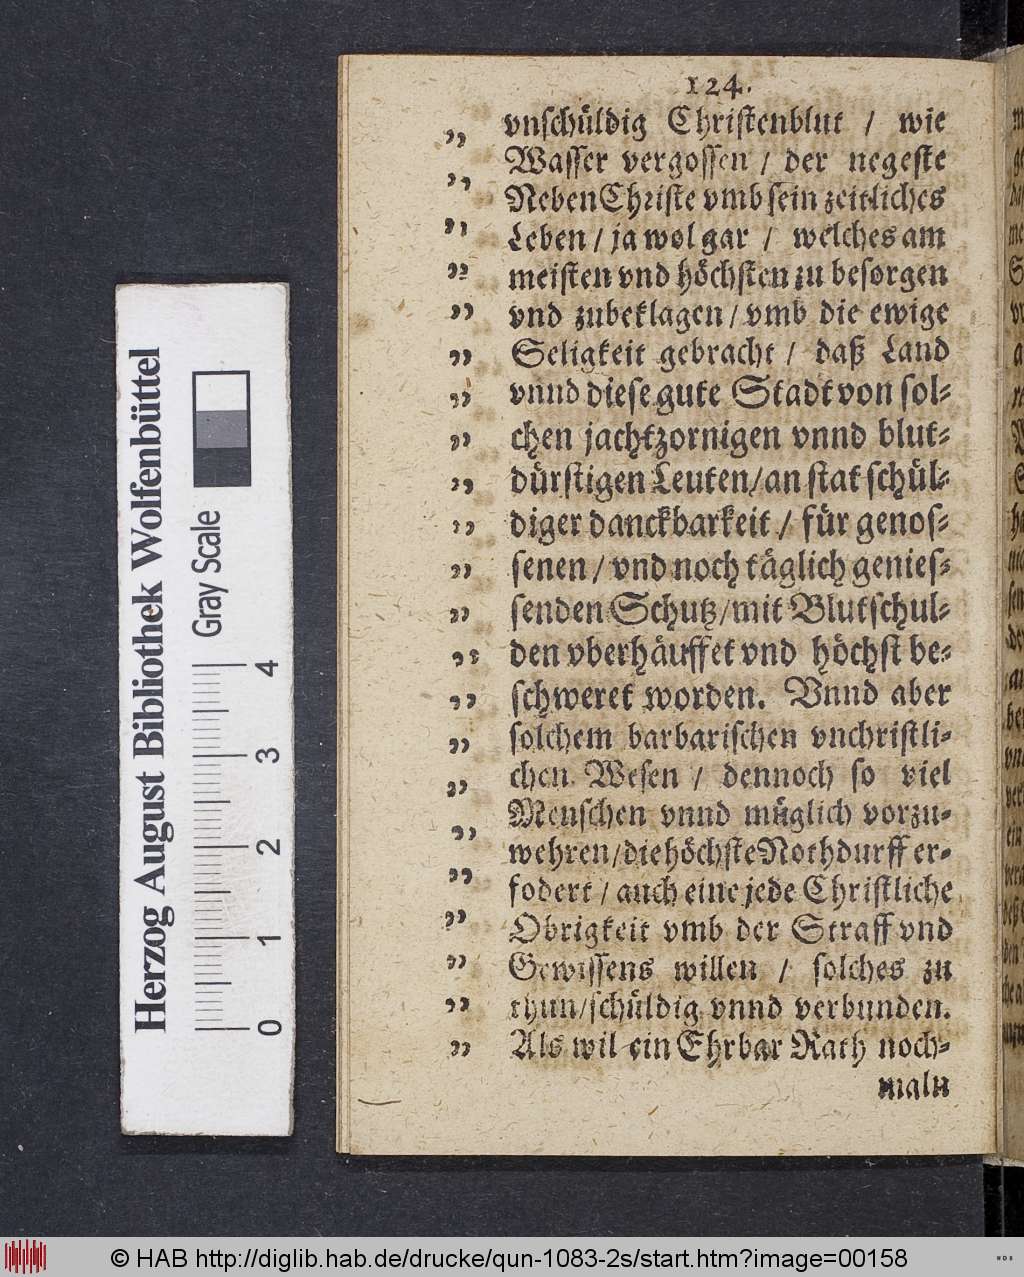 124.
„ vnschüldig Christenblut / wie
„ Wasser vergossen / der negeste
„ NebenChriste vmb sein zeitliches
„ Leben / ja wol gar / welches am
„ meisten vnd höchsten zu besorgen
„ vnd zubeklagen / vmb die ewige
„ Seligkeit gebracht / daß Land
„ vnnd diese gute Stadt von sol-
„ chen jachtzornigen vnnd blut-
„ dürstigen Leuten / an stat schül-
„ diger danckbarkeit / für genos-
„ senen / vnd noch täglich genies-
„ senden Schutz / mit Blutschul-
„ den vberhäuffet vnd höchst be-
„ schweret worden. Vnnd aber
„ solchem barbarischen vnchristli-
„ chen Wesen / dennoch so viel
„ Menschen vnnd müglich vorzu-
„ wehren / die höchste Nothdurff er-
„ fodert / auch eine jede Christliche
„ Obrigkeit vmb der Straff vnd
„ Gewissens willen / solches zu
„ thun / schüldig vnnd verbunden.
„ Als wil ein Ehrbar Rath noch-
maln
Herzog August Bibliothek Wolfenbüttel
Gray Scale
0 1 2 3 4
© HAB http://diglib.hab.de/drucke/qun-1083-2s/start.htm?image=00158